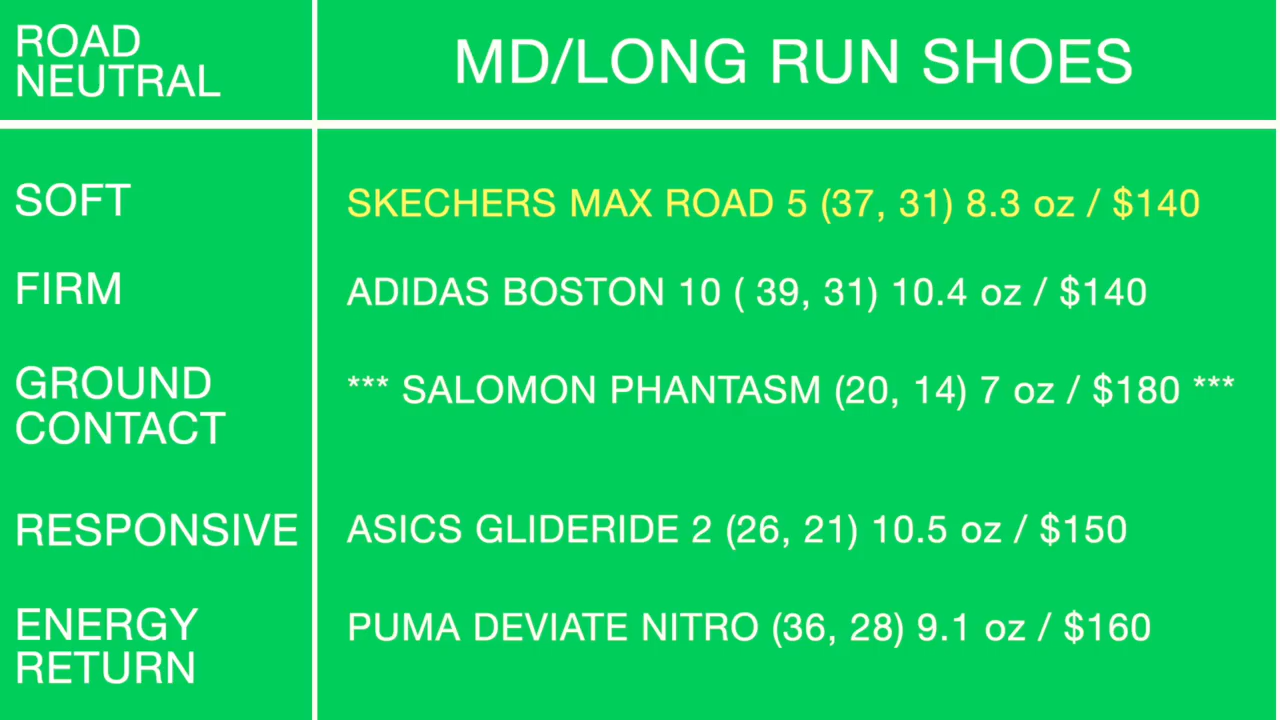 ROAD
NEUTRAL
MD/LONG RUN SHOES
SOFT
SKECHERS MAX ROAD 5 (37, 31) 8.3 oz / $140
FIRM
ADIDAS BOSTON 10 ( 39, 31) 10.4 oz / $140
GROUND
CONTACT
*** SALOMON PHANTASM (20, 14) 7 oz / $180 ***
RESPONSIVE
ASICS GLIDERIDE 2 (26, 21) 10.5 oz / $150
ENERGY
RETURN
PUMA DEVIATE NITRO (36, 28) 9.1 oz / $160